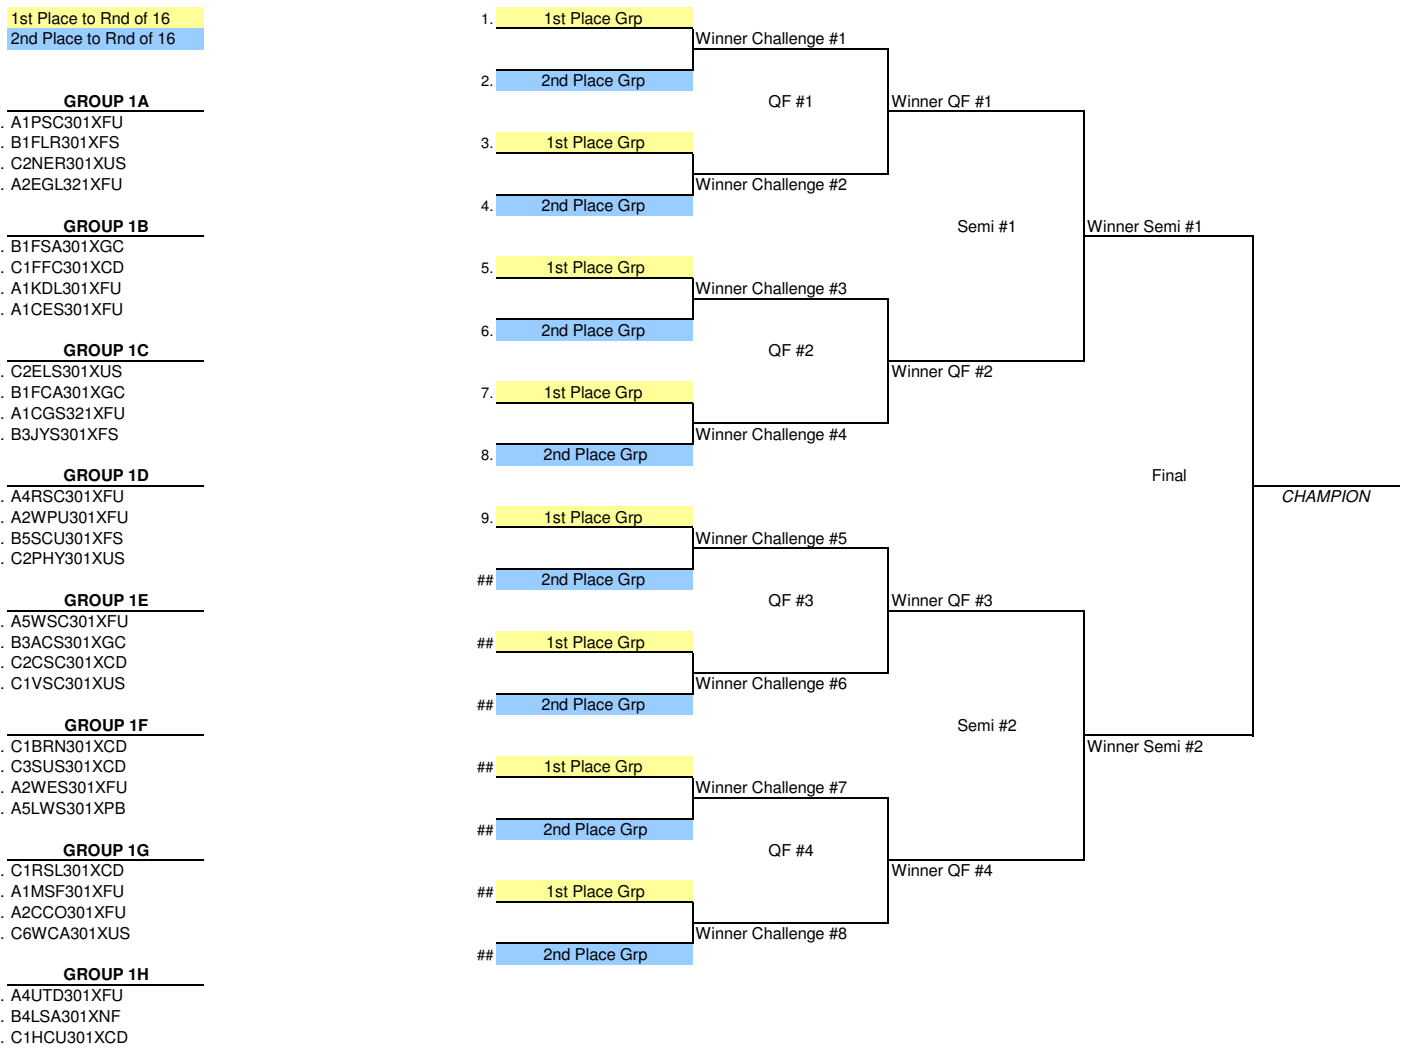 1st Place to Rnd of 16
2nd Place to Rnd of 16
GROUP 1A
. A1PSC301XFU
. B1FLR301XFS
. C2NER301XUS
. A2EGL321XFU
GROUP 1B
. B1FSA301XGC
. C1FFC301XCD
. A1KDL301XFU
. A1CES301XFU
GROUP 1C
. C2ELS301XUS
. B1FCA301XGC
. A1CGS321XFU
. B3JYS301XFS
GROUP 1D
. A4RSC301XFU
. A2WPU301XFU
. B5SCU301XFS
. C2PHY301XUS
GROUP 1E
. A5WSC301XFU
. B3ACS301XGC
. C2CSC301XCD
. C1VSC301XUS
GROUP 1F
. C1BRN301XCD
. C3SUS301XCD
. A2WES301XFU
. A5LWS301XPB
GROUP 1G
. C1RSL301XCD
. A1MSF301XFU
. A2CCO301XFU
. C6WCA301XUS
GROUP 1H
. A4UTD301XFU
. B4LSA301XNF
. C1HCU301XCD
1. 1st Place Grp
2. 2nd Place Grp
3. 1st Place Grp
4. 2nd Place Grp
5. 1st Place Grp
6. 2nd Place Grp
7. 1st Place Grp
8. 2nd Place Grp
9. 1st Place Grp
## 2nd Place Grp
## 1st Place Grp
## 2nd Place Grp
## 1st Place Grp
## 2nd Place Grp
## 1st Place Grp
## 2nd Place Grp
Winner Challenge #1
QF #1
Winner Challenge #2
Winner Challenge #3
QF #2
Winner Challenge #4
Winner Challenge #5
QF #3
Winner Challenge #6
Winner Challenge #7
QF #4
Winner Challenge #8
Winner QF #1
Semi #1
Winner QF #2
Winner QF #3
Semi #2
Winner QF #4
Winner Semi #1
Final
Winner Semi #2
CHAMPION